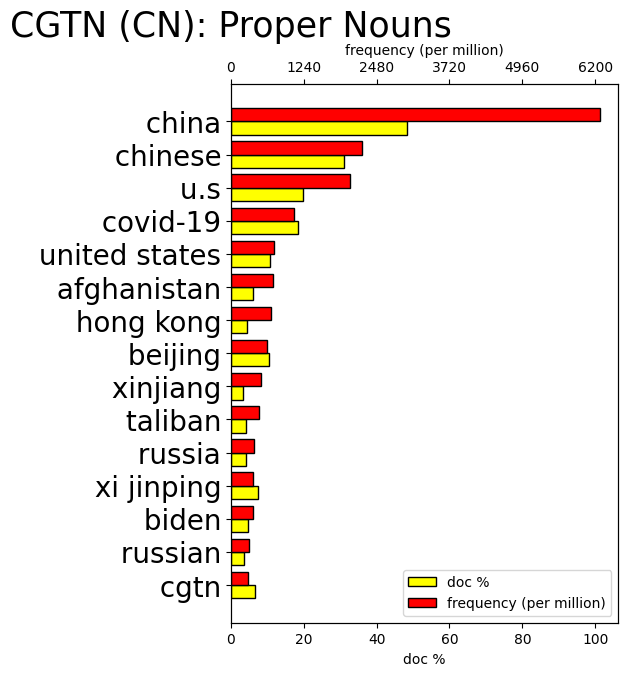 CGTN (CN): Proper Nouns
frequency (per million)
0 1240 2480 3720 4960 6200
china
chinese
u.s
covid-19
united states
afghanistan
hong kong
beijing
xinjiang
taliban
russia
xi jinping
biden
russian
cgtn
doc %
frequency (per million)
0 20 40 60 80 100
doc %